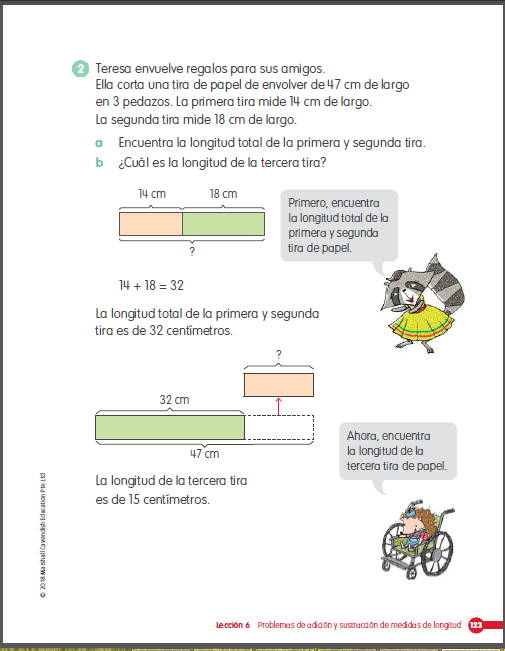 2 Teresa envuelve regalos para sus amigos.
Ella corta una tira de papel de envolver de 47 cm de largo
en 3 pedazos. La primera tira mide 14 cm de largo.
La segunda tira mide 18 cm de largo.
a Encuentra la longitud total de la primera y segunda tira.
b ¿Cuál es la longitud de la tercera tira?
14 cm 18 cm
?
Primero, encuentra
la longitud total de la
primera y segunda
tira de papel.
14 + 18 = 32
La longitud total de la primera y segunda
tira es de 32 centímetros.
?
32 cm
47 cm
Ahora, encuentra
la longitud de la
tercera tira de papel.
La longitud de la tercera tira
es de 15 centímetros.
© 2018 Marshall Cavendish Education Pte Ltd
Lección 6 Problemas de adición y sustracción de medidas de longitud 123